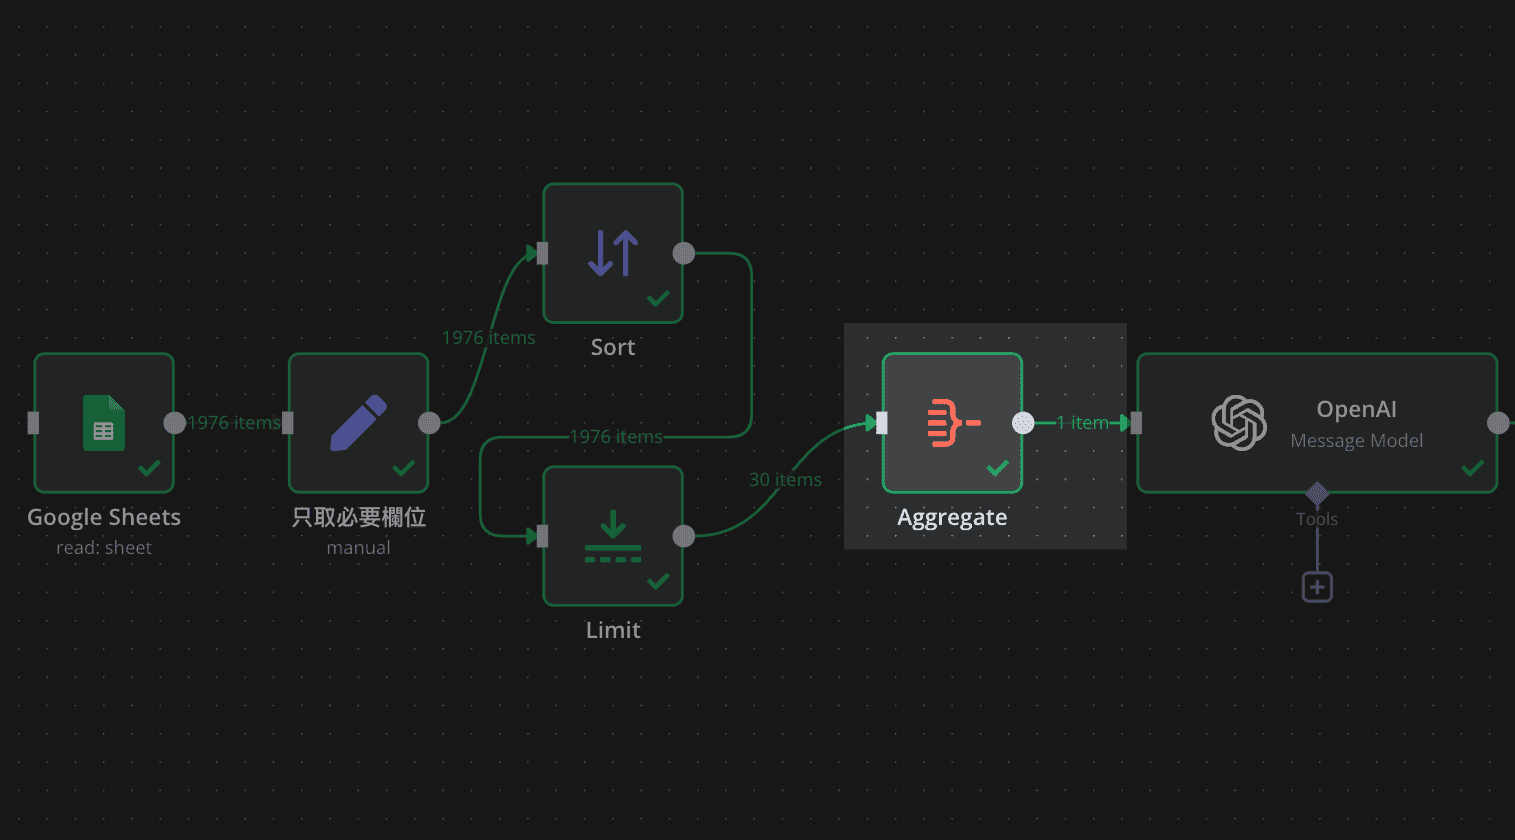 Google Sheets
read: sheet
1976 items
只取必要欄位
manual
1976 items
Sort
1976 items
Limit
30 items
Aggregate
1 item
OpenAI
Message Model
Tools